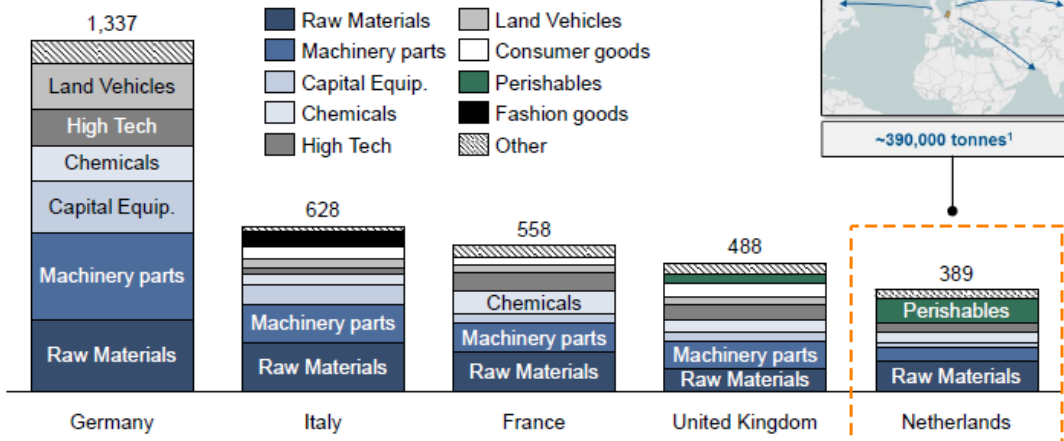 1,337
Raw Materials
Machinery parts
Capital Equip.
Chemicals
High Tech
Land Vehicles
Consumer goods
Perishables
Fashion goods
Other
~390,000 tonnes¹
Land Vehicles
High Tech
Chemicals
Capital Equip.
Machinery parts
Raw Materials
628
Machinery parts
Raw Materials
558
Chemicals
Machinery parts
Raw Materials
488
Machinery parts
Raw Materials
389
Perishables
Raw Materials
Germany
Italy
France
United Kingdom
Netherlands